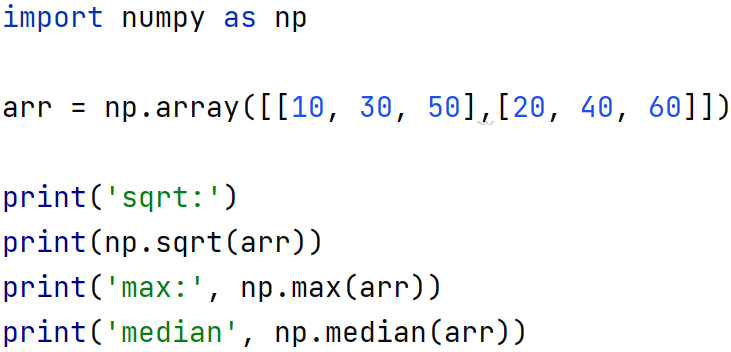 import numpy as np
arr = np.array([[10, 30, 50],[20, 40, 60]])
print('sqrt:')
print(np.sqrt(arr))
print('max:', np.max(arr))
print('median', np.median(arr))